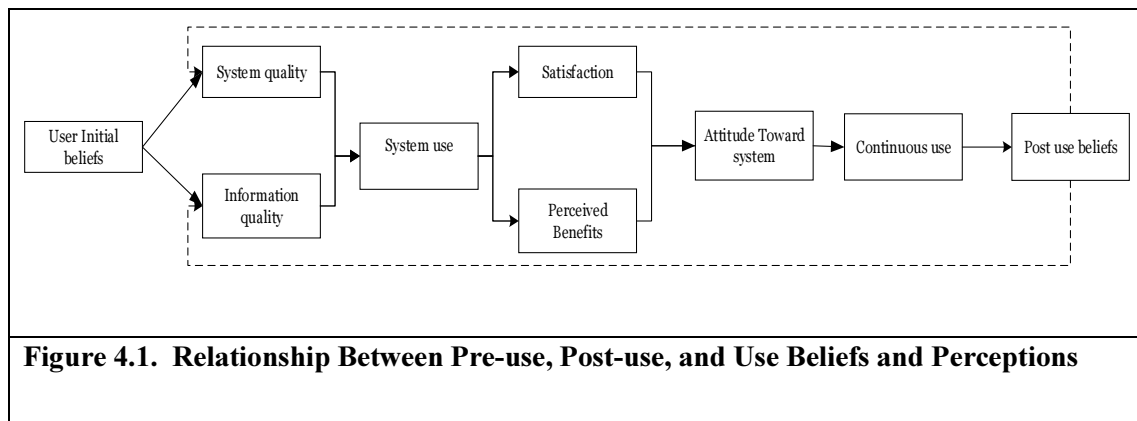 System quality
Satisfaction
User Initial
beliefs
System use
Attitude Toward
system
Continuous use
Post use beliefs
Information
quality
Perceived
Benefits
Figure 4.1. Relationship Between Pre-use, Post-use, and Use Beliefs and Perceptions